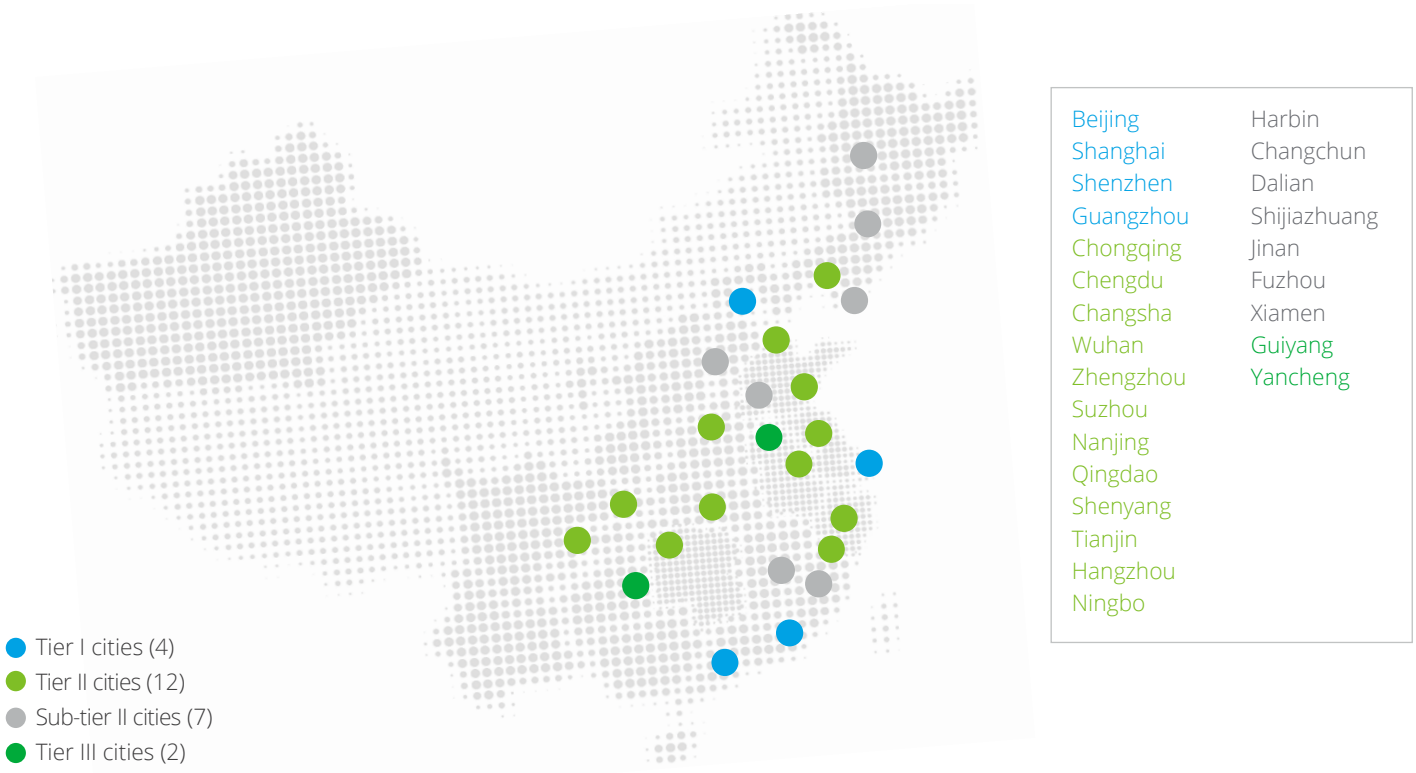 Beijing
Shanghai
Shenzhen
Guangzhou
Chongqing
Chengdu
Changsha
Wuhan
Zhengzhou
Suzhou
Nanjing
Qingdao
Shenyang
Tianjin
Hangzhou
Ningbo
Harbin
Changchun
Dalian
Shijiazhuang
Jinan
Fuzhou
Xiamen
Guiyang
Yancheng
Tier I cities (4)
Tier II cities (12)
Sub-tier II cities (7)
Tier III cities (2)